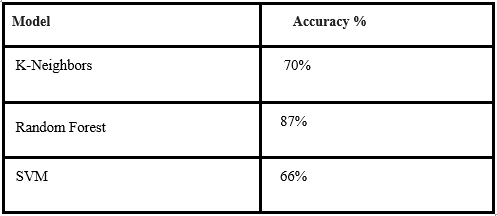 Model Accuracy %
K-Neighbors 70%
Random Forest 87%
SVM 66%